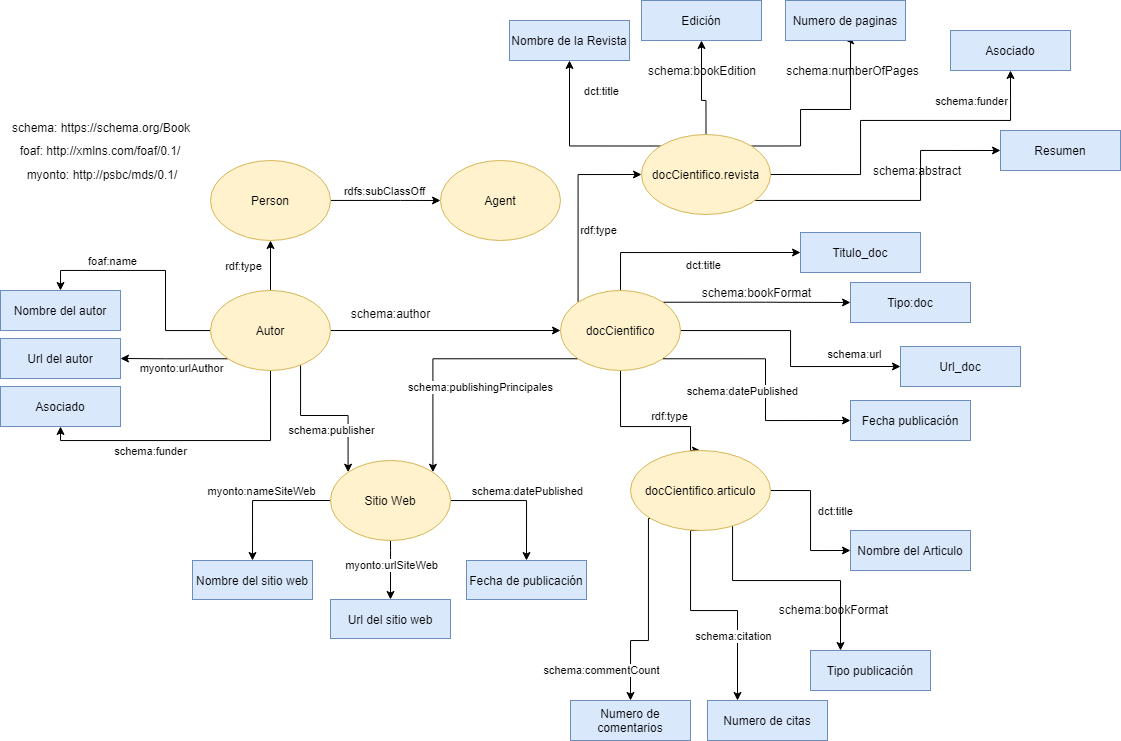 Nombre de la Revista
Edición
Numero de paginas
Asociado
schema:bookEdition
schema:numberOfPages
dct:title
schema:funder
schema: https://schema.org/Book
foaf: http://xmlns.com/foaf/0.1/
myonto: http://psbc/mds/0.1/
Resumen
docCientifico.revista
schema:abstract
Person
rdfs:subClassOff
Agent
rdf:type
foaf:name
rdf:type
dct:title
Titulo_doc
schema:bookFormat
Tipo:doc
Nombre del autor
Autor
schema:author
docCientifico
Url del autor
myonto:urlAuthor
schema:url
Url_doc
schema:publishingPrincipales
schema:datePublished
Asociado
rdf:type
Fecha publicación
schema:publisher
schema:funder
myonto:nameSiteWeb
Sitio Web
schema:datePublished
docCientifico.articulo
dct:title
Nombre del Articulo
myonto:urlSiteWeb
Nombre del sitio web
Fecha de publicación
Url del sitio web
schema:bookFormat
schema:citation
schema:commentCount
Tipo publicación
Numero de
comentarios
Numero de citas